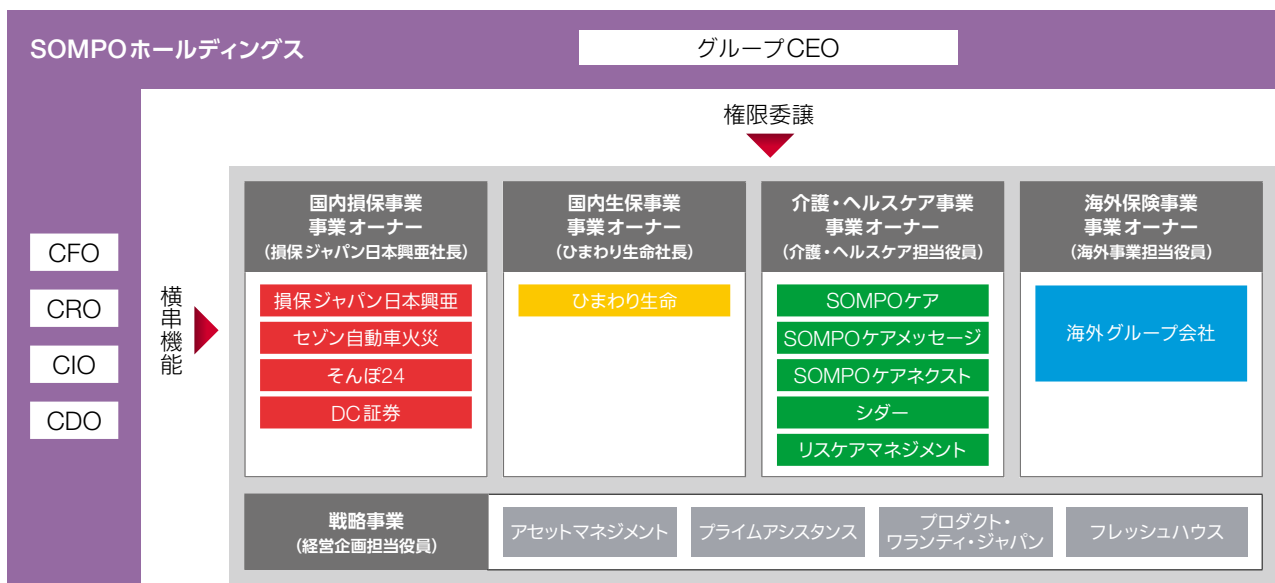 SOMPOホールディングス
グループCEO
権限委譲
CFO
CRO
CIO
CDO
横串機能
国内損保事業
事業オーナー
(損保ジャパン日本興亜社長)
損保ジャパン日本興亜
セゾン自動車火災
そんぽ24
DC証券
国内生保事業
事業オーナー
(ひまわり生命社長)
ひまわり生命
介護・ヘルスケア事業
事業オーナー
(介護・ヘルスケア担当役員)
SOMPOケア
SOMPOケアメッセージ
SOMPOケアネクスト
シダー
リスケアマネジメント
海外保険事業
事業オーナー
(海外事業担当役員)
海外グループ会社
戦略事業
(経営企画担当役員)
アセットマネジメント
プライムアシスタンス
プロダクト・
ワランティ・ジャパン
フレッシュハウス